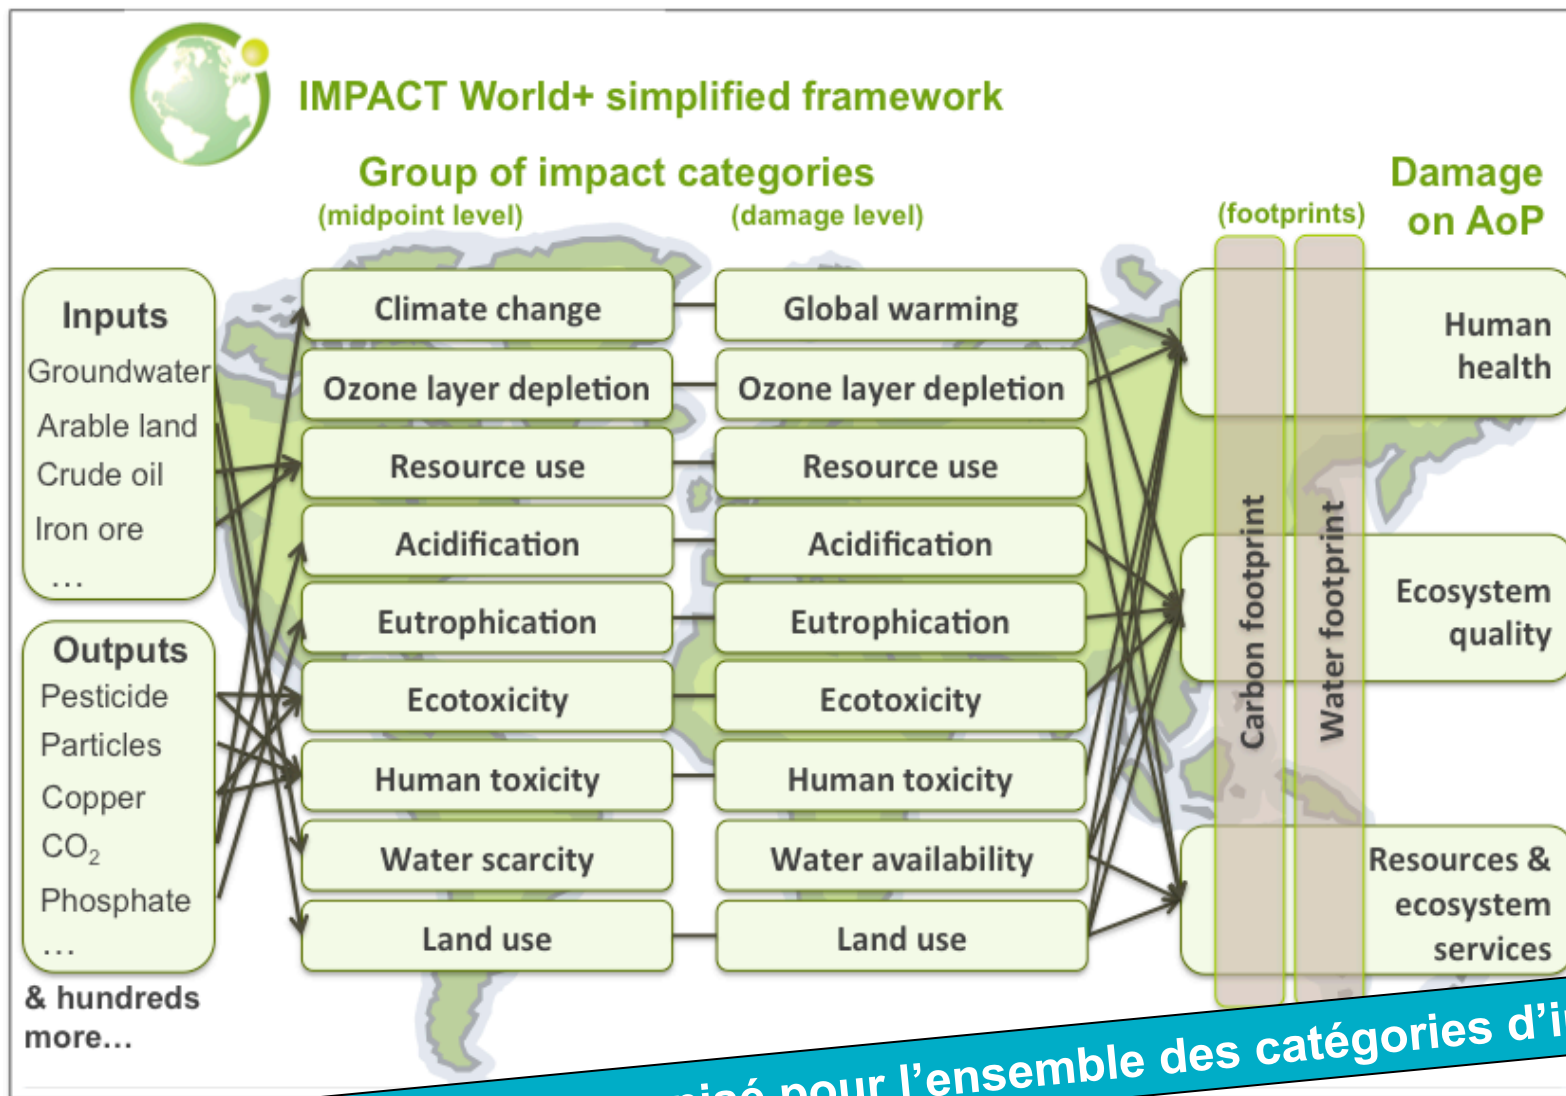 IMPACT World+ simplified framework
Group of impact categories
(midpoint level)
(damage level)
(footprints)
Damage
on AoP
Inputs
Groundwater
Arable land
Crude oil
Iron ore
…
Outputs
Pesticide
Particles
Copper
CO₂
Phosphate
…
& hundreds
more…
Climate change
Ozone layer depletion
Resource use
Acidification
Eutrophication
Ecotoxicity
Human toxicity
Water scarcity
Land use
Global warming
Ozone layer depletion
Resource use
Acidification
Eutrophication
Ecotoxicity
Human toxicity
Water availability
Land use
Carbon footprint
Water footprint
Human
health
Ecosystem
quality
Resources &
ecosystem
services
pour l’ensemble des catégories